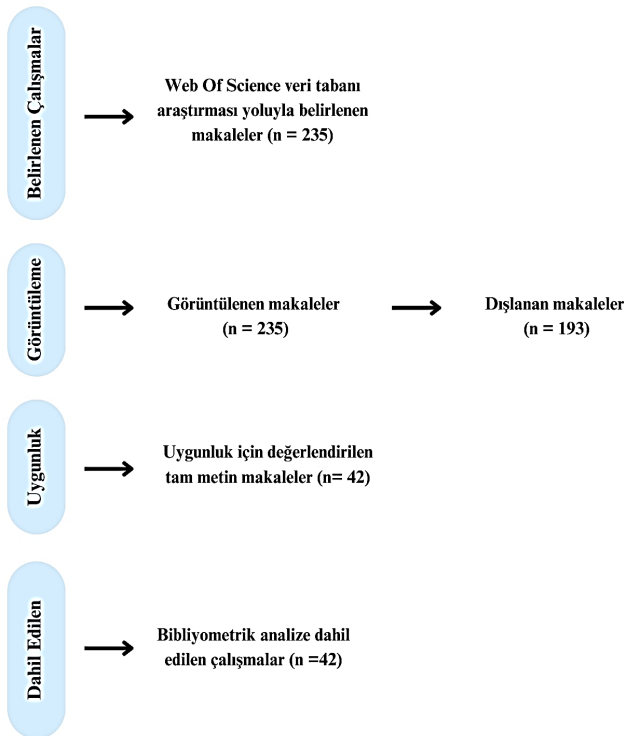 Belirlenen Çalışmalar
Web Of Science veri tabanı
araştırması yoluyla belirlenen
makaleler (n = 235)
Görüntüleme
Görüntülenen makaleler
(n = 235)
Dışlanan makaleler
(n = 193)
Uygunluk
Uygunluk için değerlendirilen
tam metin makaleler (n= 42)
Dahil Edilen
Bibliyometrik analize dahil
edilen çalışmalar (n =42)